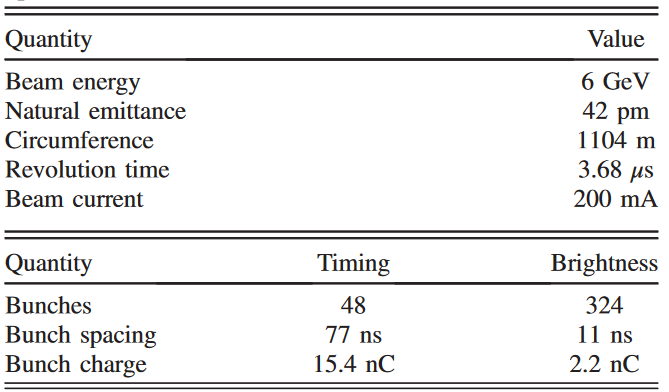 Quantity Value
Beam energy 6 GeV
Natural emittance 42 pm
Circumference 1104 m
Revolution time 3.68 μs
Beam current 200 mA
Quantity Timing Brightness
Bunches 48 324
Bunch spacing 77 ns 11 ns
Bunch charge 15.4 nC 2.2 nC